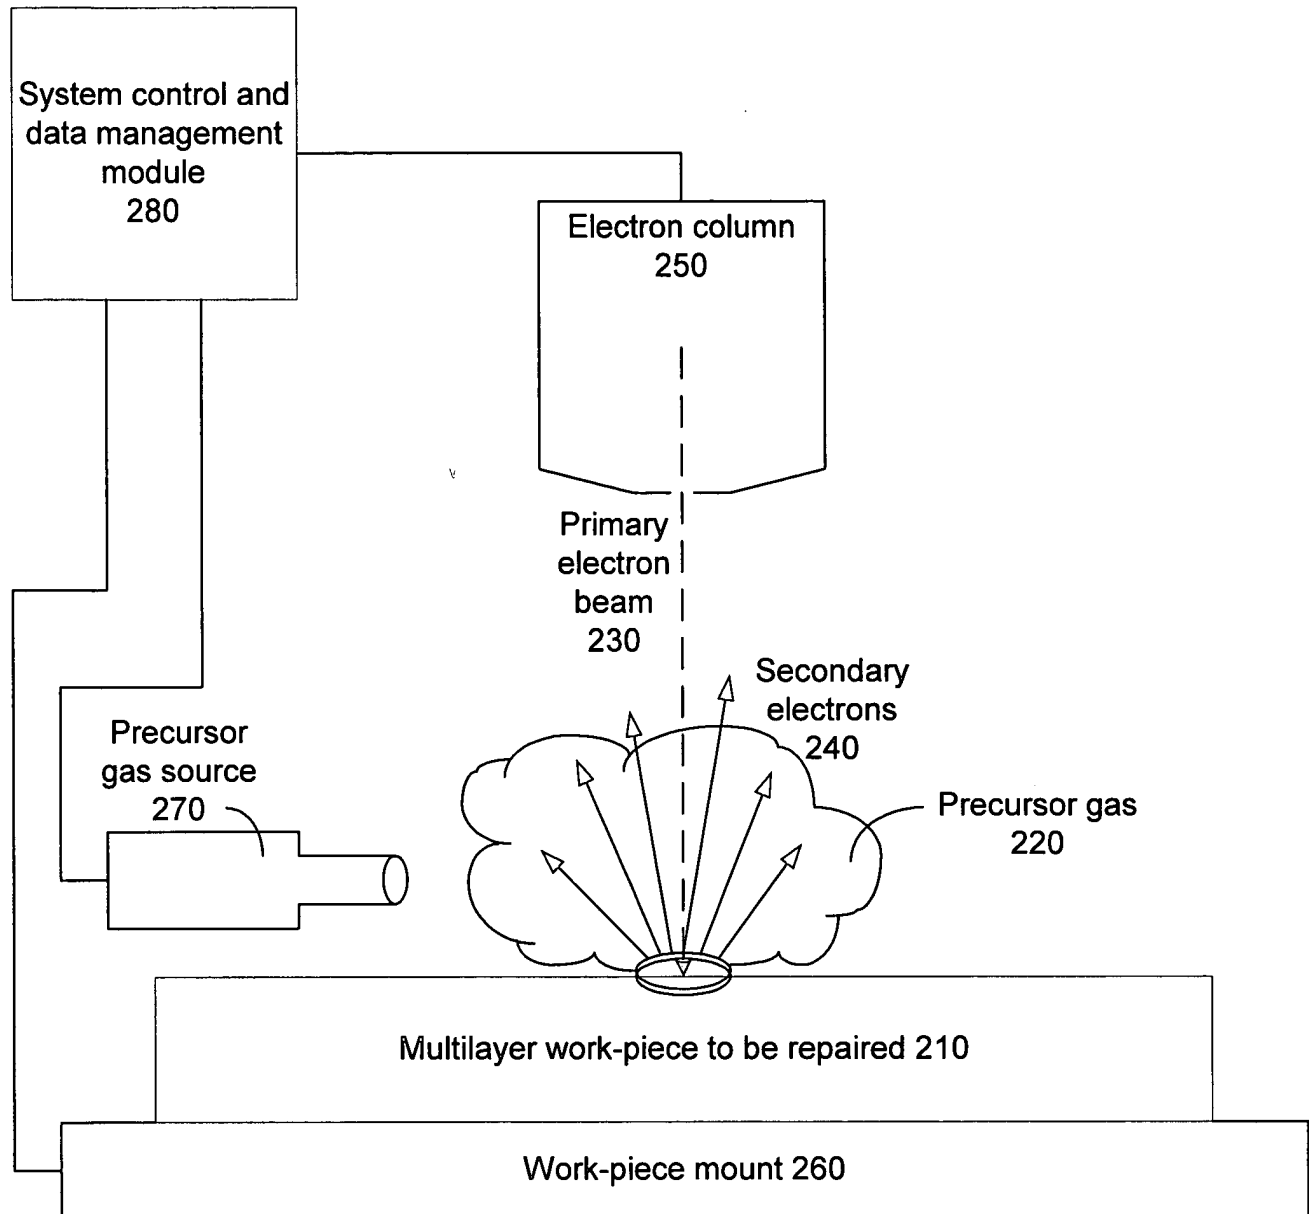 System control and
data management
module
280
Electron column
250
Primary
electron
beam
230
Secondary
electrons
240
Precursor
gas source
270
Precursor gas
220
Multilayer work-piece to be repaired 210
Work-piece mount 260